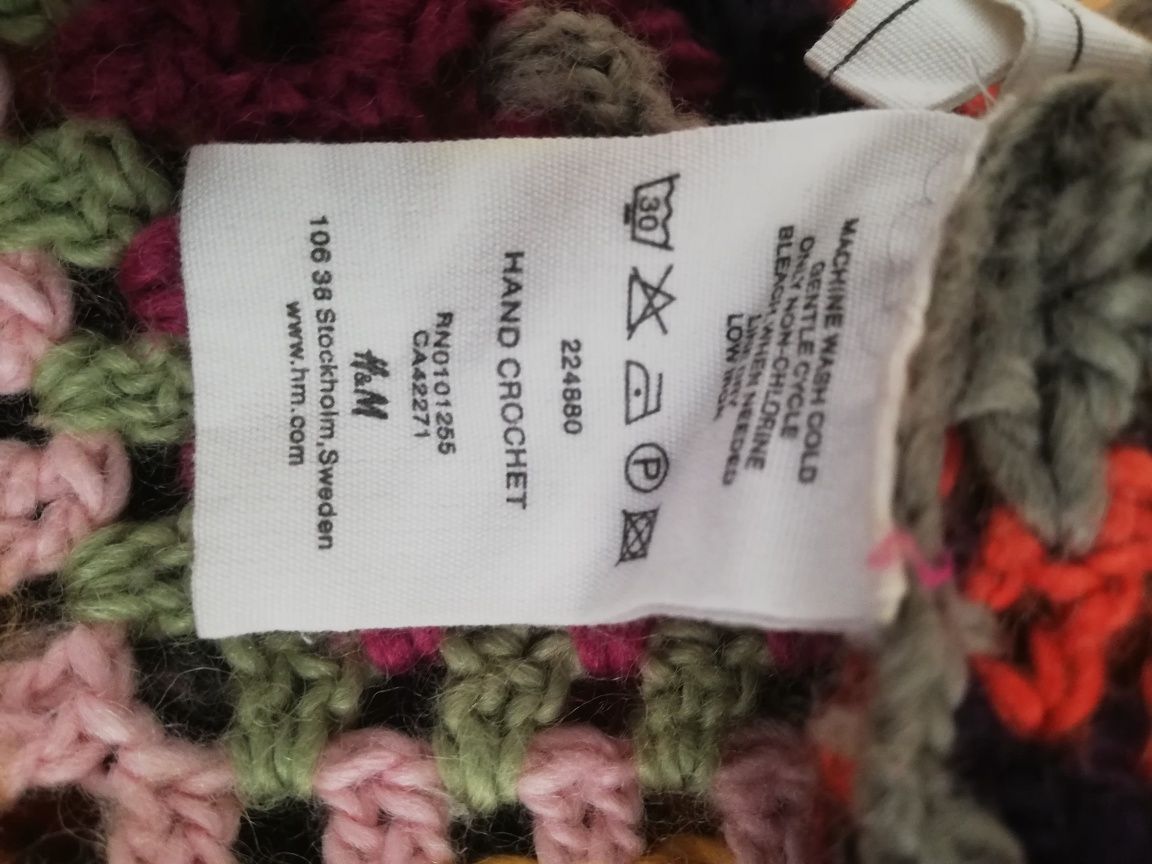 MACHINE WASH COLD
GENTLE CYCLE
ONLY NON-CHLORINE
BLEACH WHEN NEEDED
LINE DRY
LOW IRON
30
P
224880
HAND CROCHET
RN0101255
CA42271
H&M
106 38 Stockholm,Sweden
www.hm.com